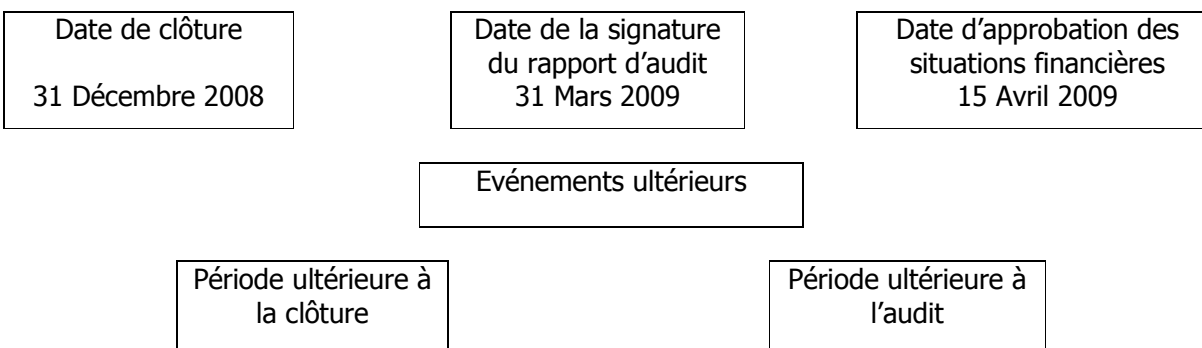 Date de clôture
31 Décembre 2008
Date de la signature
du rapport d'audit
31 Mars 2009
Date d'approbation des
situations financières
15 Avril 2009
Evénements ultérieurs
Période ultérieure à
la clôture
Période ultérieure à
l'audit